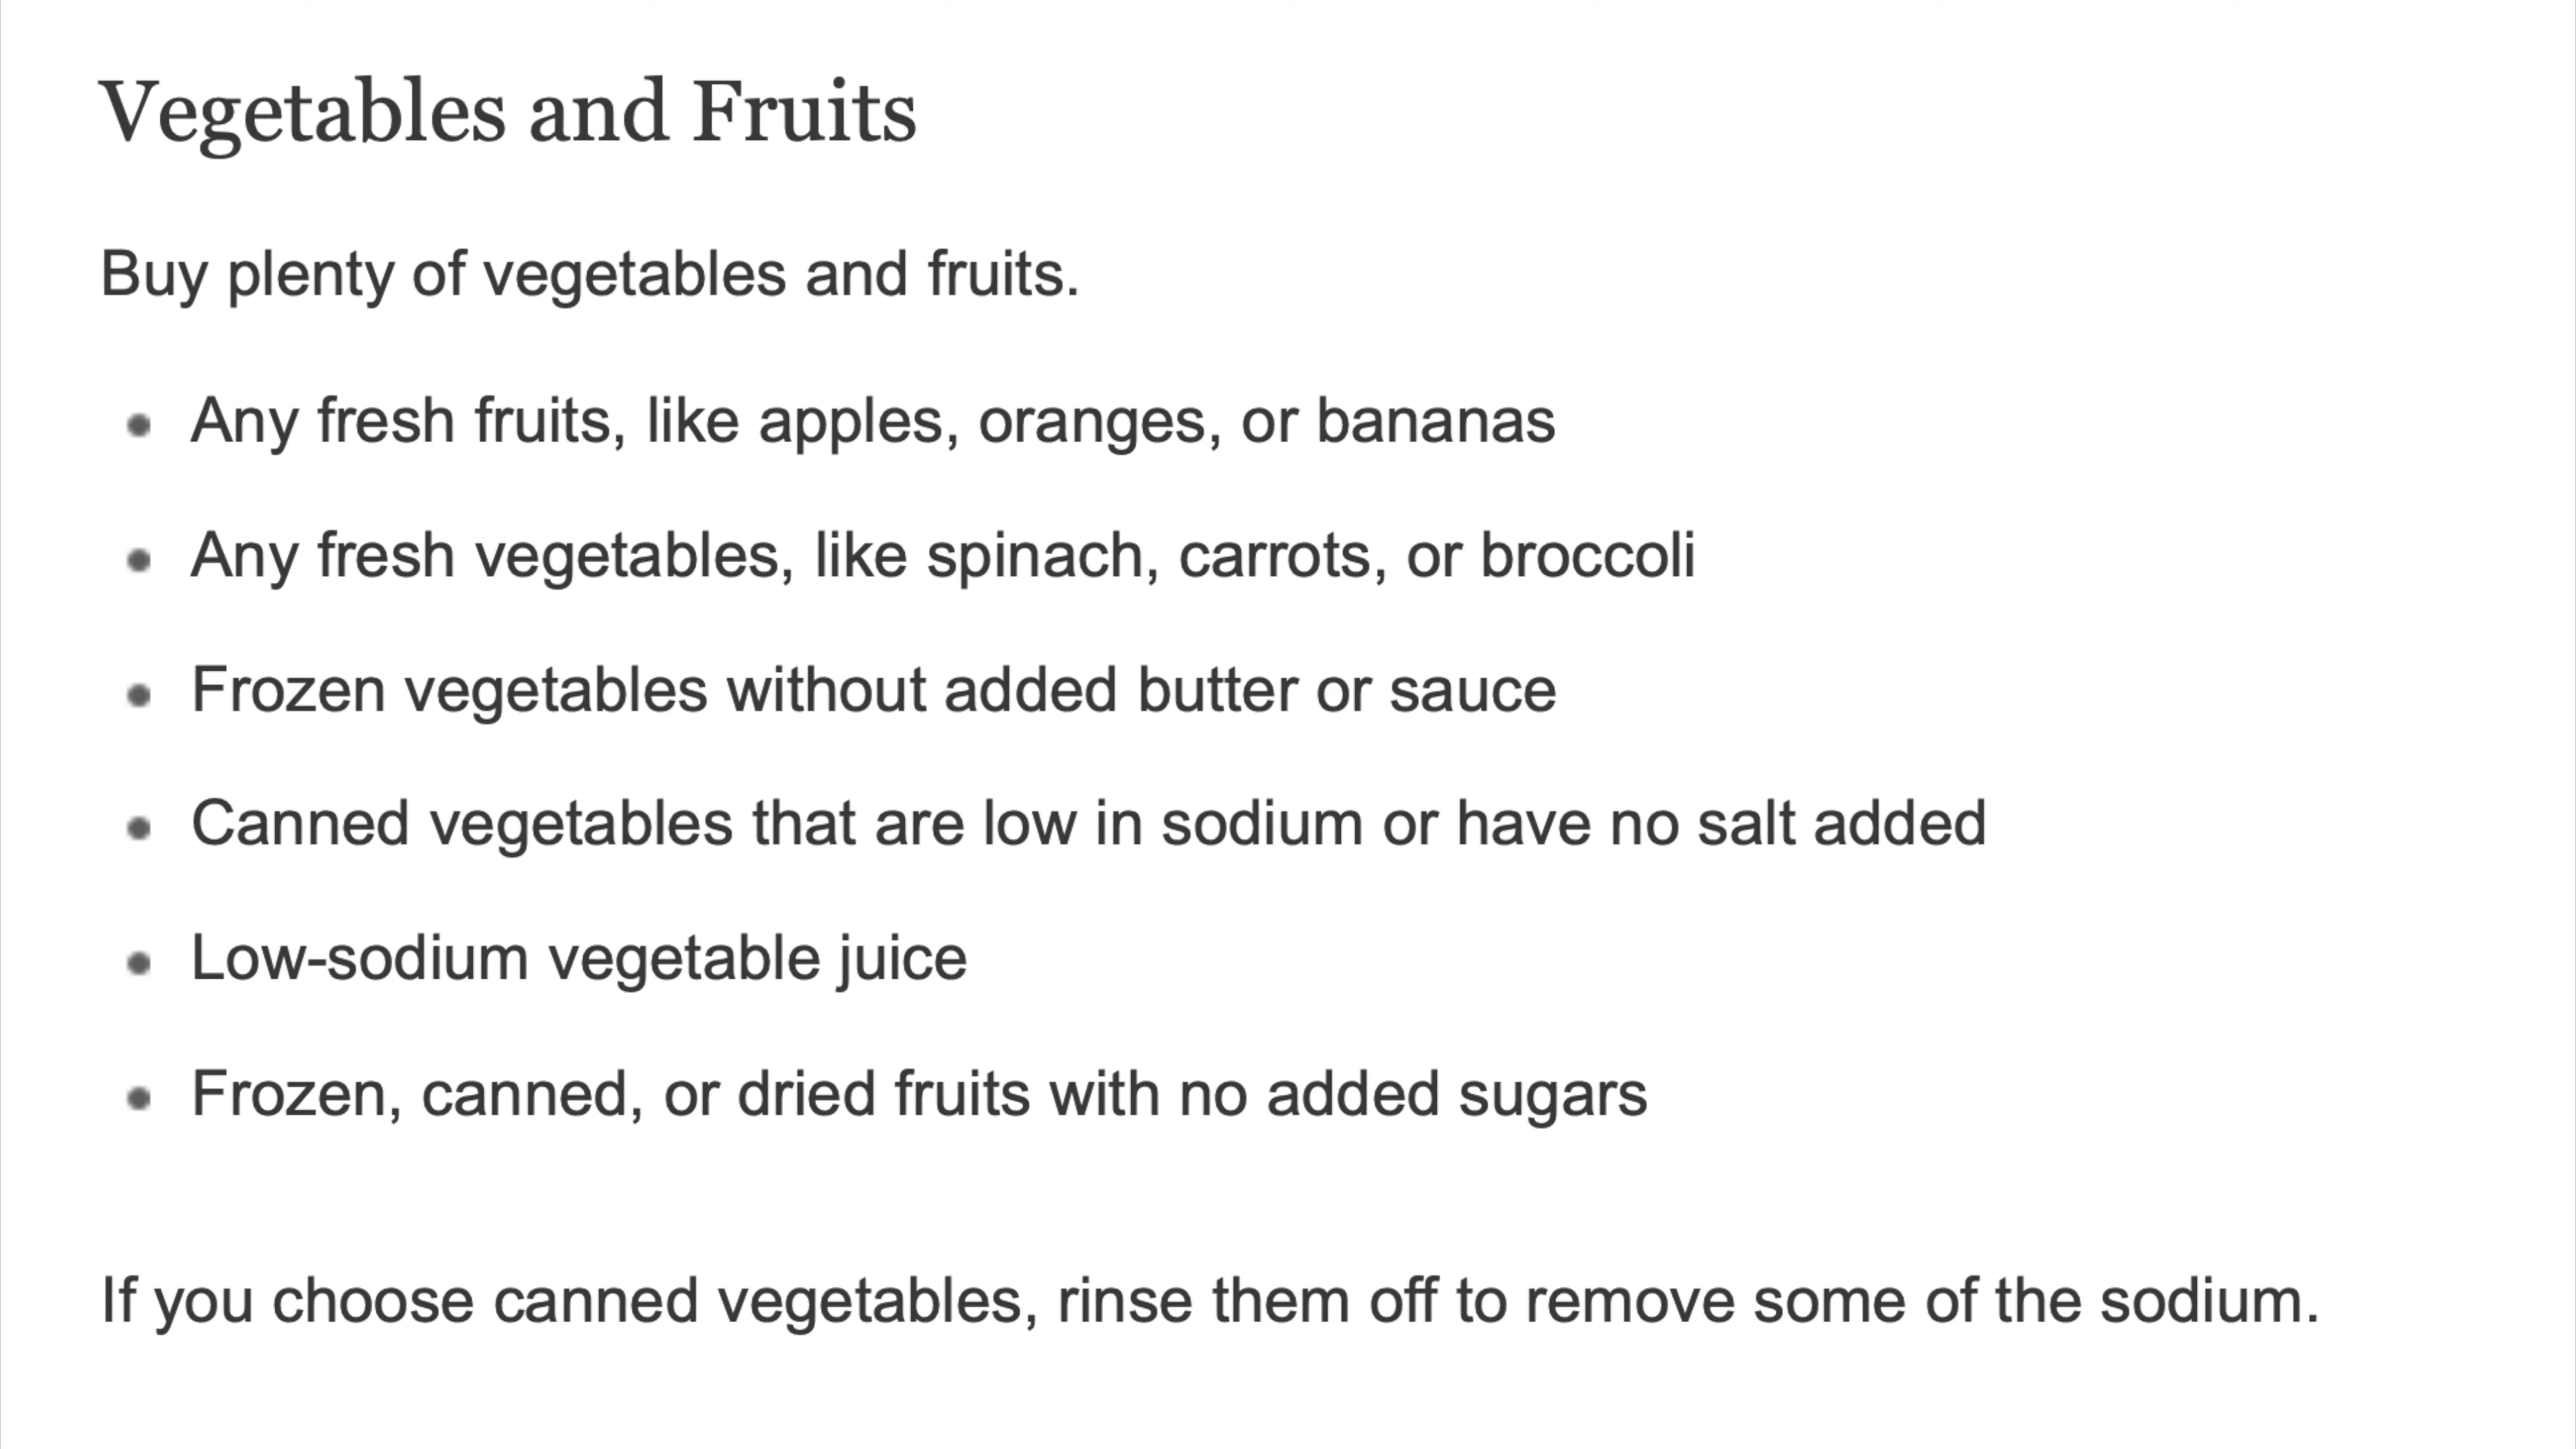 Vegetables and Fruits
Buy plenty of vegetables and fruits.
Any fresh fruits, like apples, oranges, or bananas
Any fresh vegetables, like spinach, carrots, or broccoli
Frozen vegetables without added butter or sauce
Canned vegetables that are low in sodium or have no salt added
Low-sodium vegetable juice
Frozen, canned, or dried fruits with no added sugars
If you choose canned vegetables, rinse them off to remove some of the sodium.